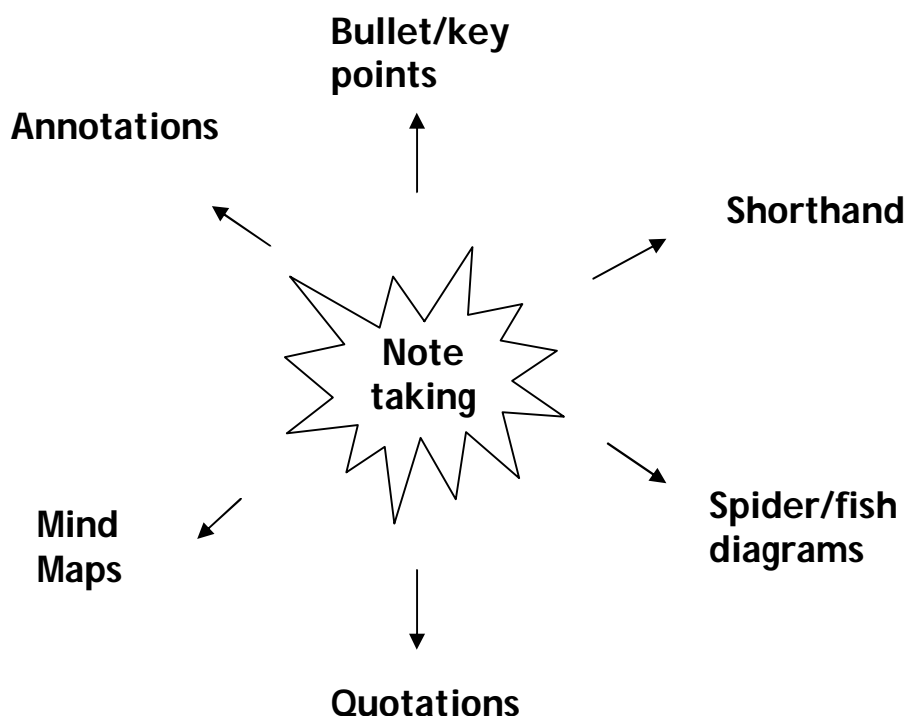 Bullet/key
points
Annotations
Shorthand
Note
taking
Spider/fish
diagrams
Mind
Maps
Quotations